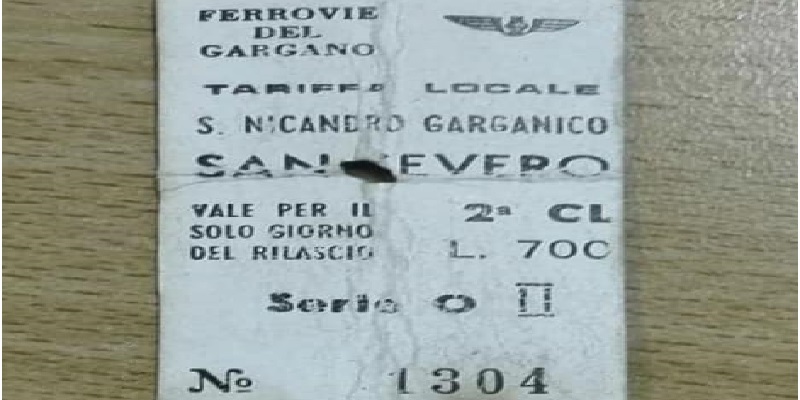 FERROVIE
DEL
GARGANO
TARIFFA LOCALE
S. NICANDRO GARGANICO
SAN SEVERO
VALE PER IL
SOLO GIORNO
DEL RILASCIO
2ª CL
L. 700
Serie O II
No 1304